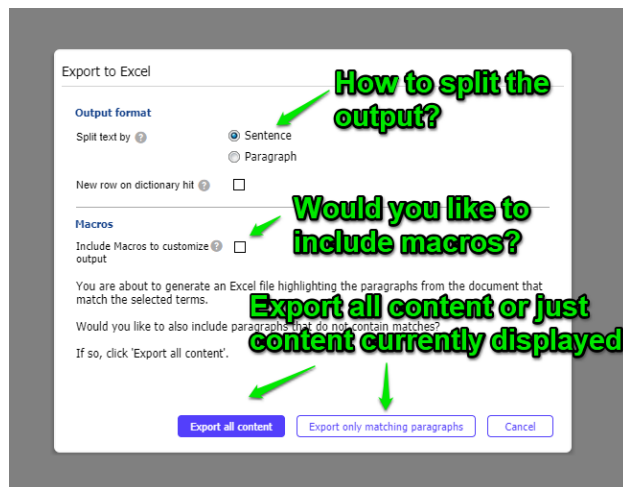 Export to Excel
How to split the
output?
Output format
Split text by ?
Sentence
Paragraph
New row on dictionary hit ?
Would you like to
include macros?
Macros
Include Macros to customize ?
output
You are about to generate an Excel file highlighting the paragraphs from the document that
match the selected terms.
Export all content or just
content currently displayed
Would you like to also include paragraphs that do not contain matches?
If so, click 'Export all content'.
Export all content
Export only matching paragraphs
Cancel